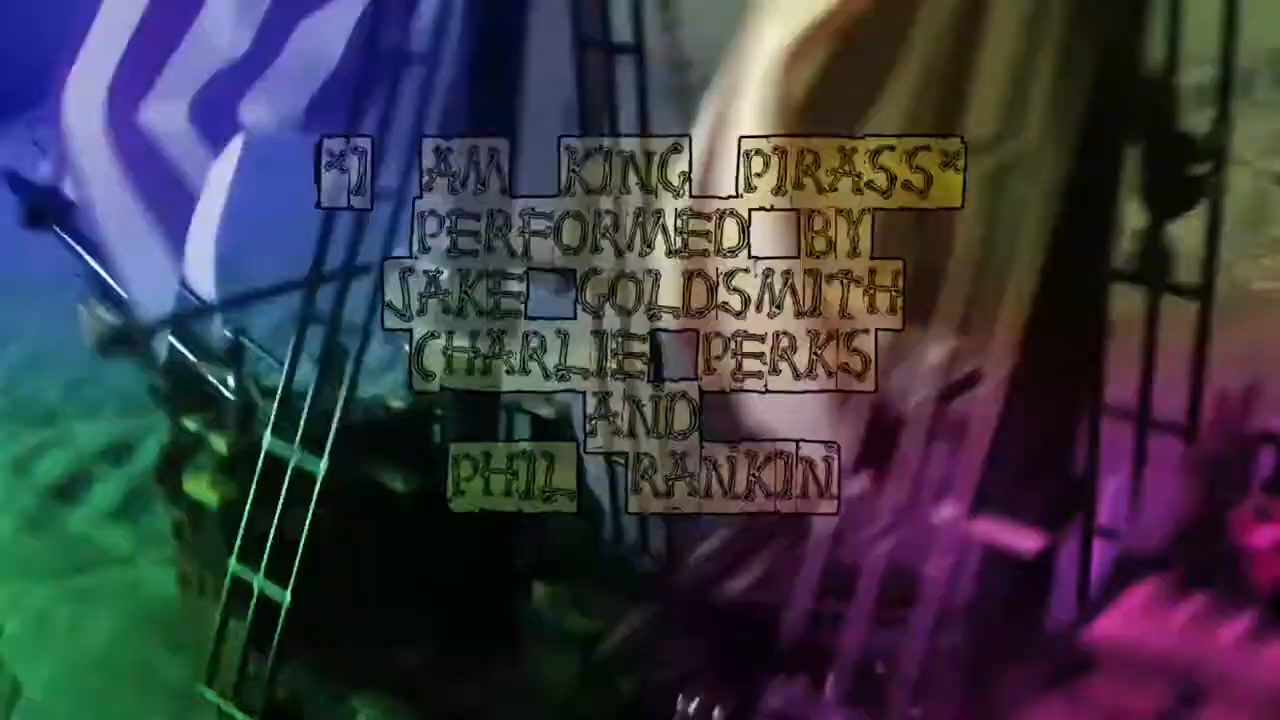 *I AM KING PIRASS*
PERFORMED BY
JAKE GOLDSMITH
CHARLIE PERKS
AND
PHIL RANKIN